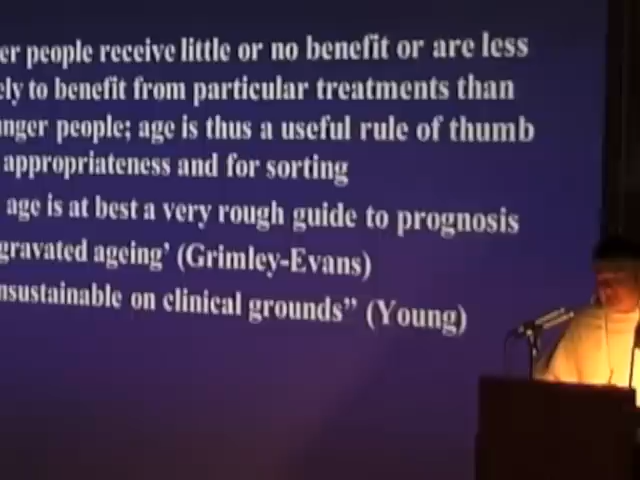 er people receive little or no benefit or are less
ely to benefit from particular treatments than
nger people; age is thus a useful rule of thumb
appropriateness and for sorting
age is at best a very rough guide to prognosis
gravated ageing’ (Grimley-Evans)
nsustainable on clinical grounds” (Young)